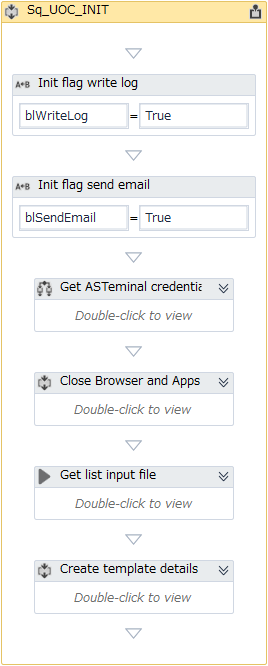 Sq_UOC_INIT
A+B Init flag write log
blWriteLog = True
A+B Init flag send email
blSendEmail = True
Get ASTeminal credentia
Double-click to view
Close Browser and Apps
Double-click to view
Get list input file
Double-click to view
Create template details
Double-click to view